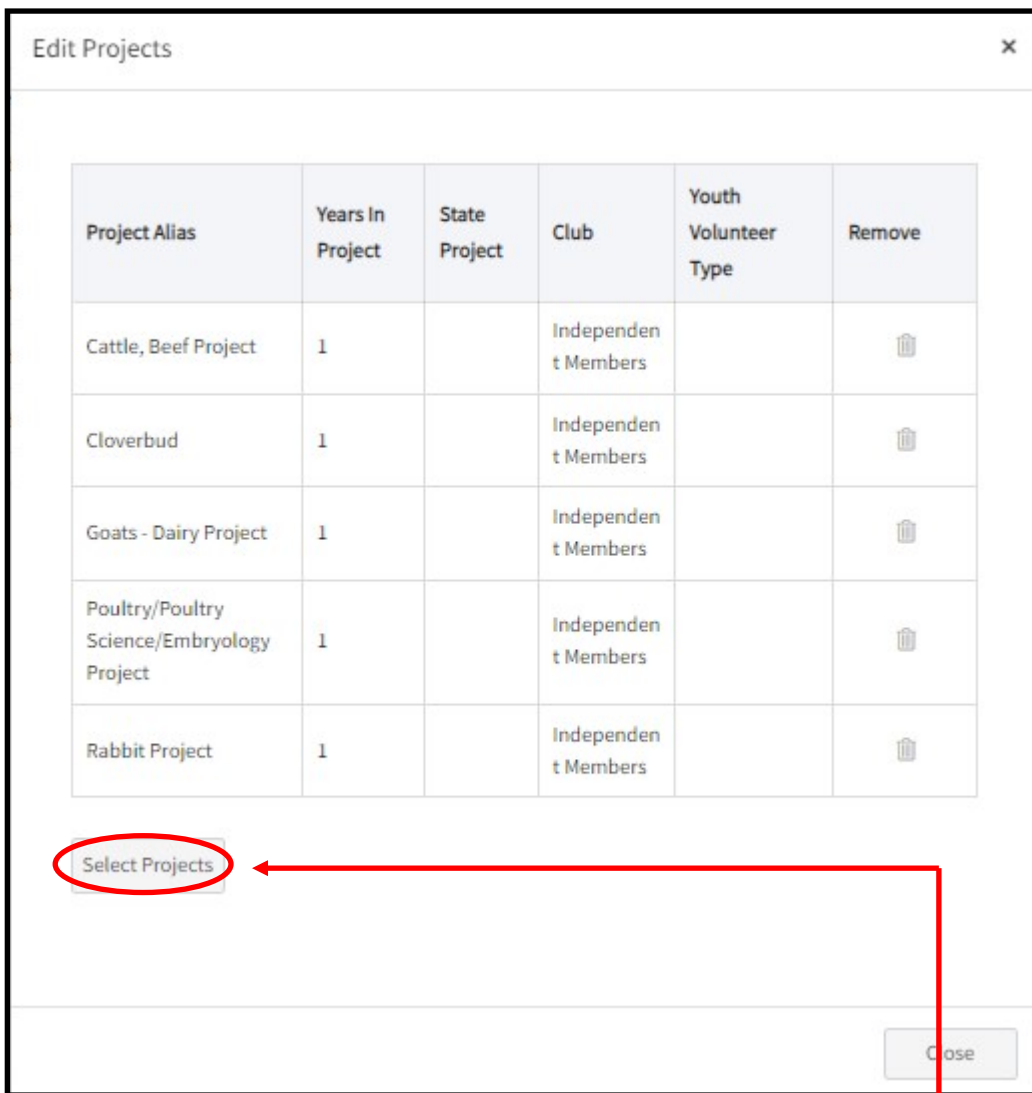 Edit Projects ×
Project Alias Years In Project State Project Club Youth Volunteer Type Remove
Cattle, Beef Project 1 Independen
t Members
Cloverbud 1 Independen
t Members
Goats - Dairy Project 1 Independen
t Members
Poultry/Poultry
Science/Embryology
Project 1 Independen
t Members
Rabbit Project 1 Independen
t Members
Select Projects
Close